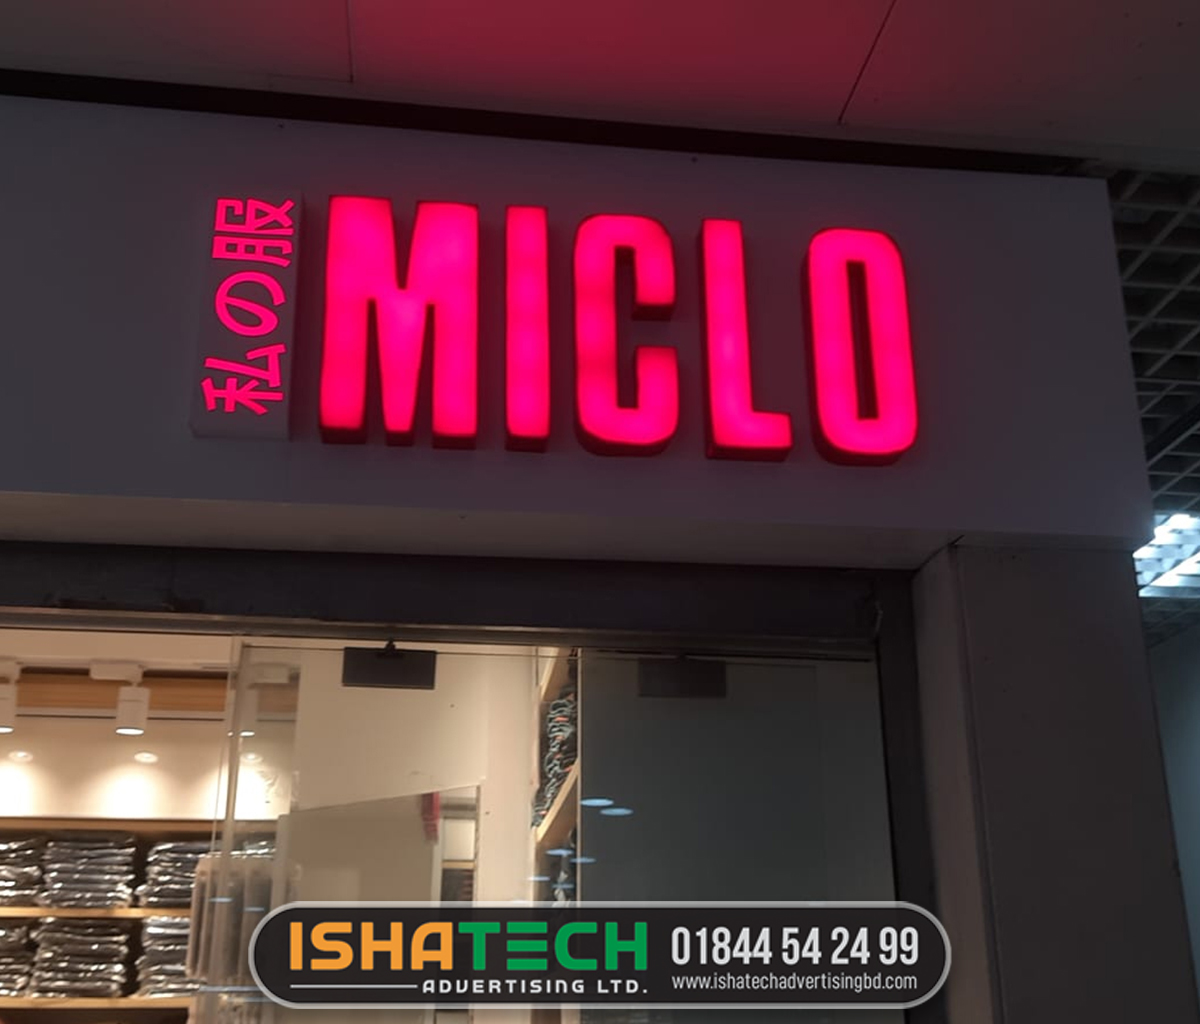 私の服
MICLO
ISHATECH
ADVERTISING LTD.
01844 54 24 99
www.ishatechadvertisingbd.com